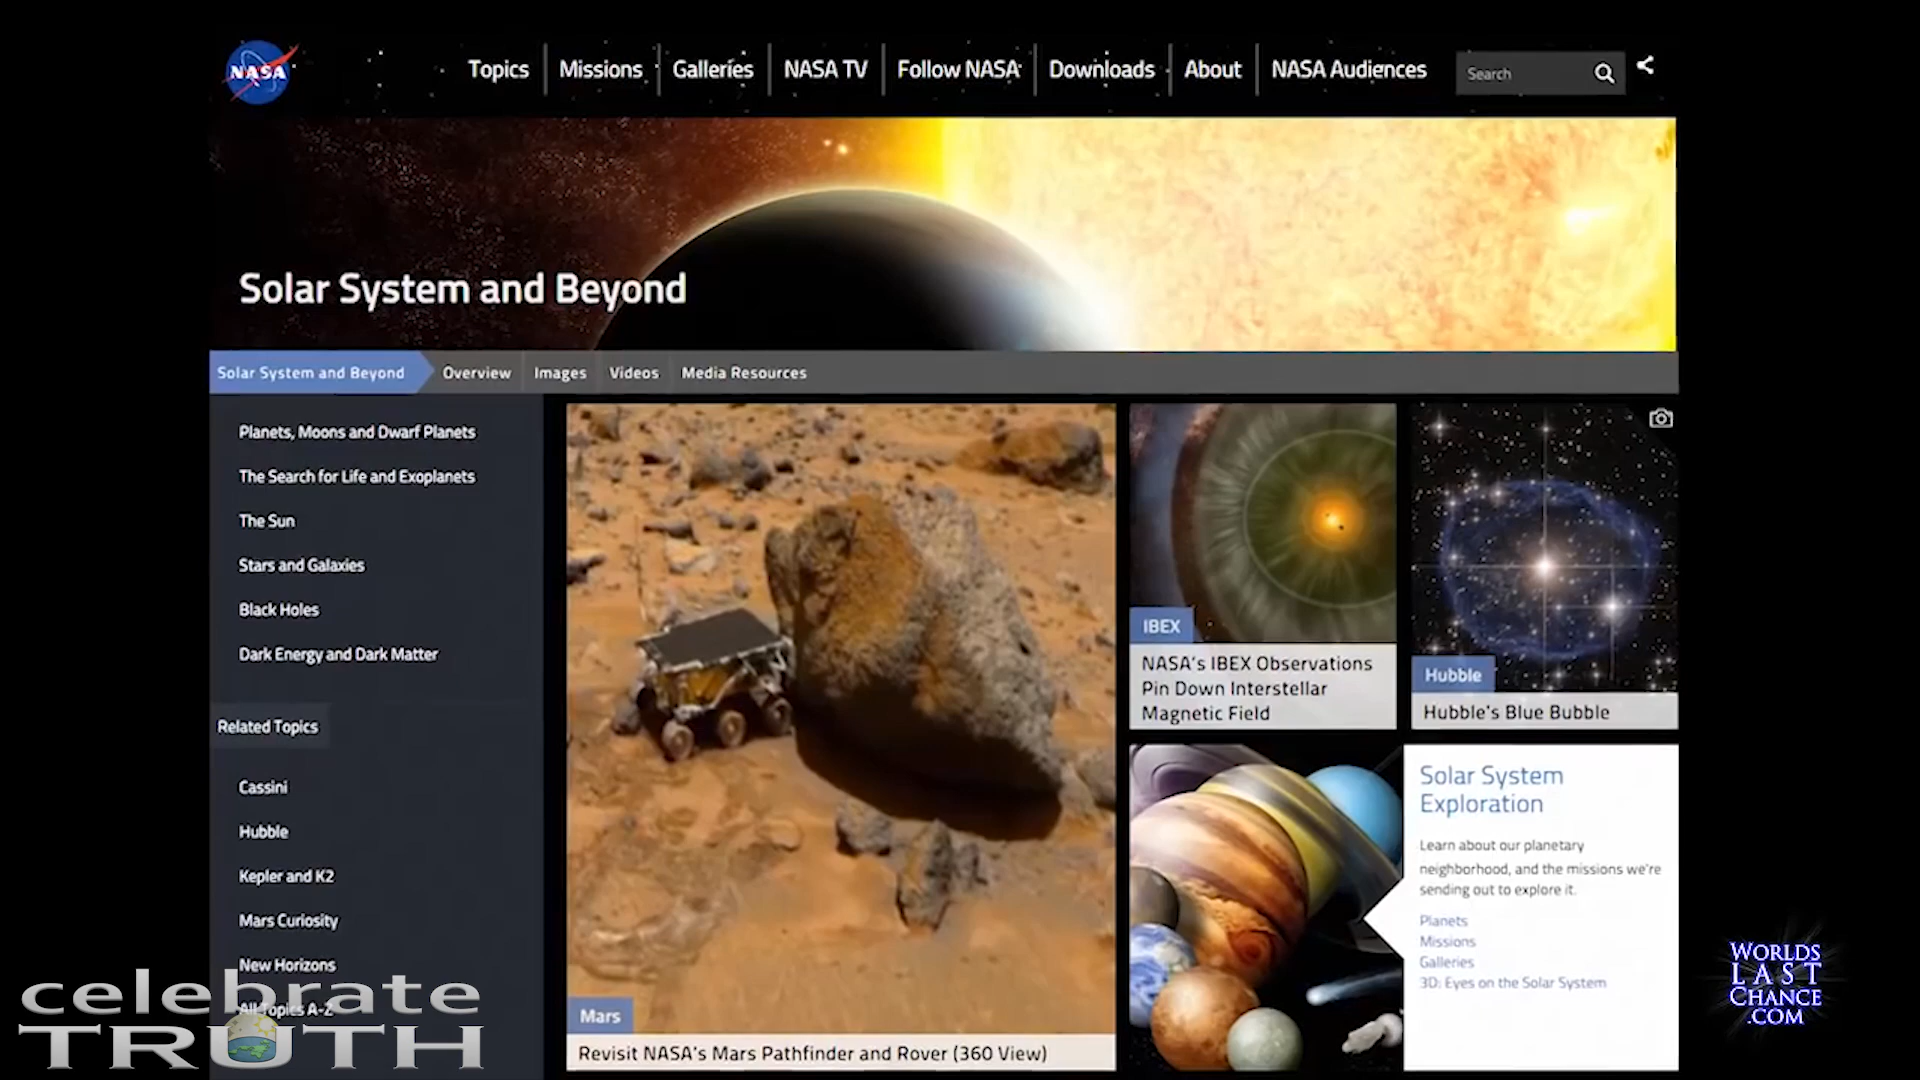 NASA
Topics
Missions
Galleries
NASA TV
Follow NASA
Downloads
About
NASA Audiences
Search
Solar System and Beyond
Solar System and Beyond
Overview
Images
Videos
Media Resources
Planets, Moons and Dwarf Planets
The Search for Life and Exoplanets
The Sun
Stars and Galaxies
Black Holes
Dark Energy and Dark Matter
Related Topics
Cassini
Hubble
Kepler and K2
Mars Curiosity
New Horizons
All Topics A-Z
Mars
Revisit NASA's Mars Pathfinder and Rover (360 View)
IBEX
NASA's IBEX Observations
Pin Down Interstellar
Magnetic Field
Hubble
Hubble's Blue Bubble
Solar System
Exploration
Learn about our planetary
neighborhood, and the missions we're
sending out to explore it.
Planets
Missions
Galleries
3D: Eyes on the Solar System
celebrate
TRUTH
WORLDS
LAST
CHANCE
.COM